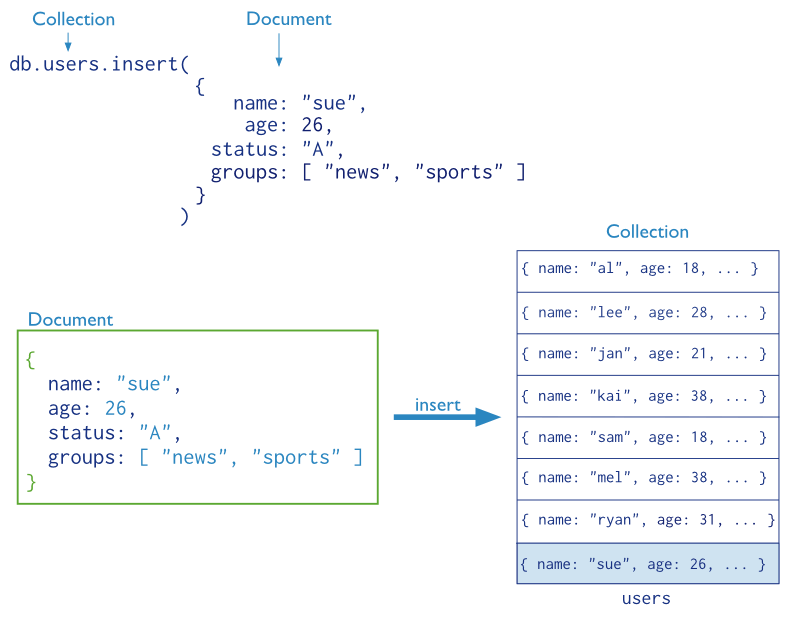 Collection
Document
db.users.insert(
{
name: "sue",
age: 26,
status: "A",
groups: [ "news", "sports" ]
}
)
Document
{
name: "sue",
age: 26,
status: "A",
groups: [ "news", "sports" ]
}
insert
Collection
{ name: "al", age: 18, ... }
{ name: "lee", age: 28, ... }
{ name: "jan", age: 21, ... }
{ name: "kai", age: 38, ... }
{ name: "sam", age: 18, ... }
{ name: "mel", age: 38, ... }
{ name: "ryan", age: 31, ... }
{ name: "sue", age: 26, ... }
users